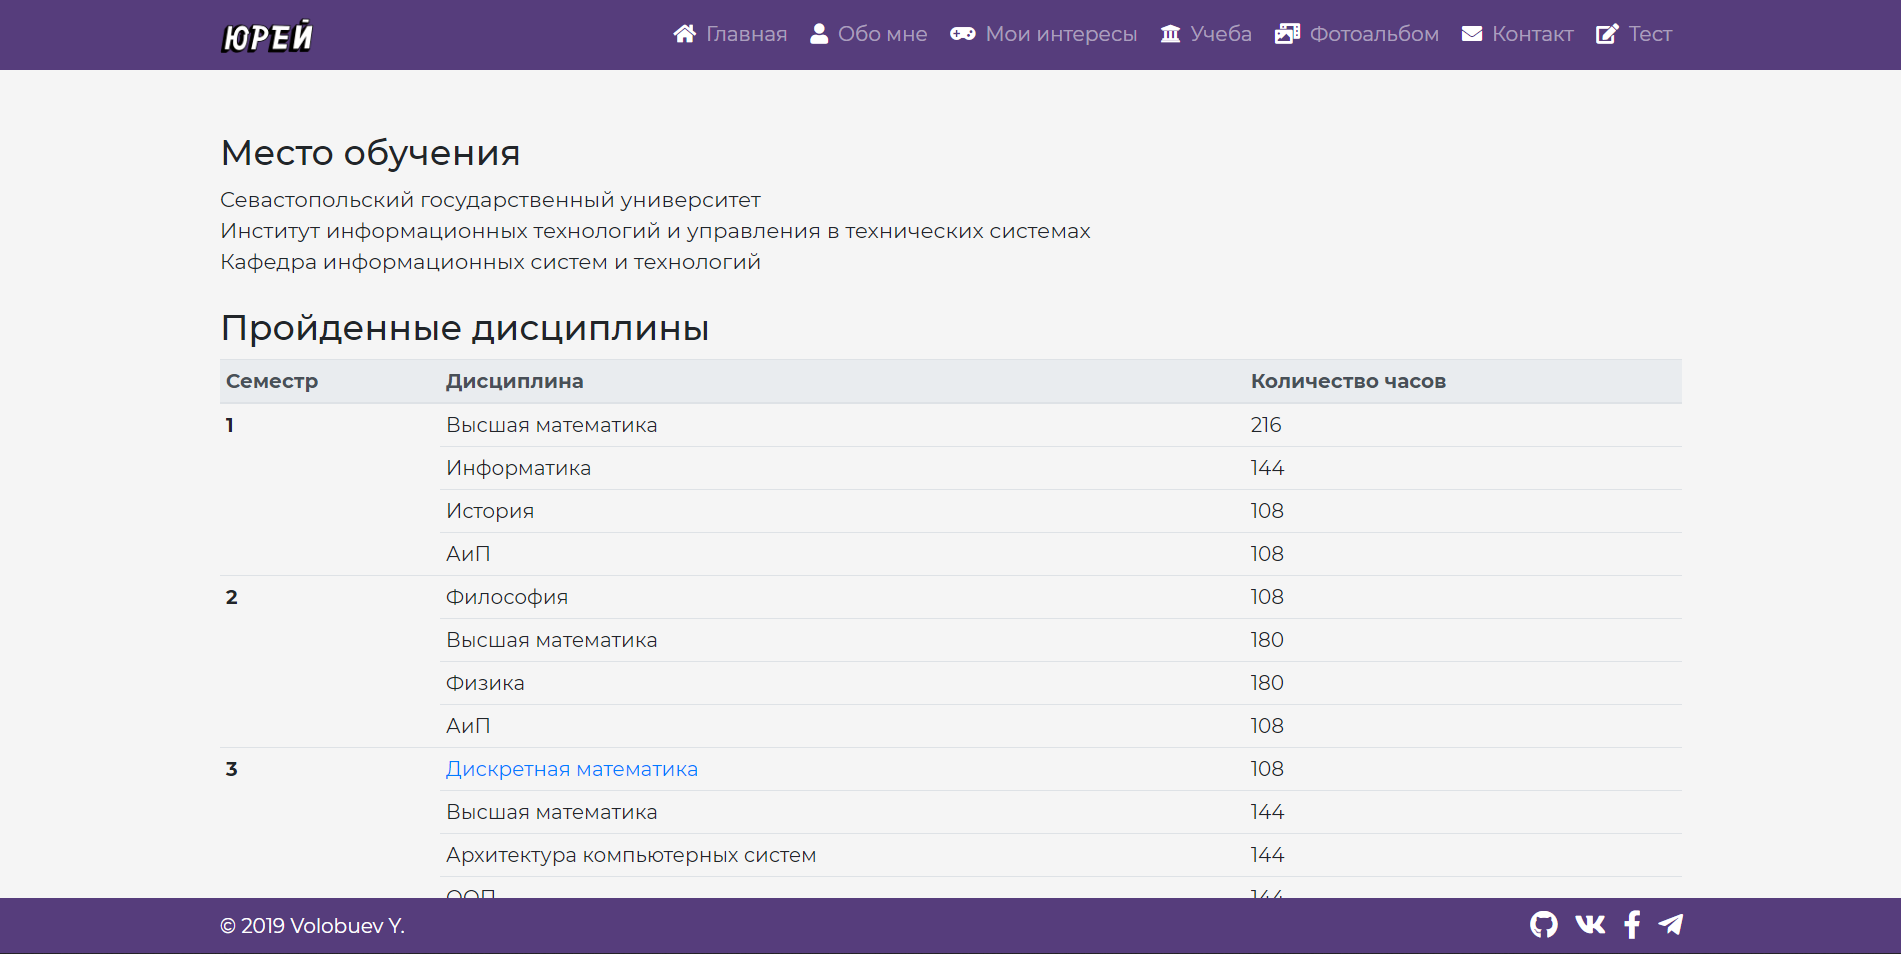 ЮРЕЙ
Главная Обо мне Мои интересы Учеба Фотоальбом Контакт Тест
Место обучения
Севастопольский государственный университет
Институт информационных технологий и управления в технических системах
Кафедра информационных систем и технологий
Пройденные дисциплины
Семестр Дисциплина Количество часов
1 Высшая математика 216
Информатика 144
История 108
АиП 108
2 Философия 108
Высшая математика 180
Физика 180
АиП 108
3 Дискретная математика 108
Высшая математика 144
Архитектура компьютерных систем 144
ООП 144
© 2019 Volobuev Y.